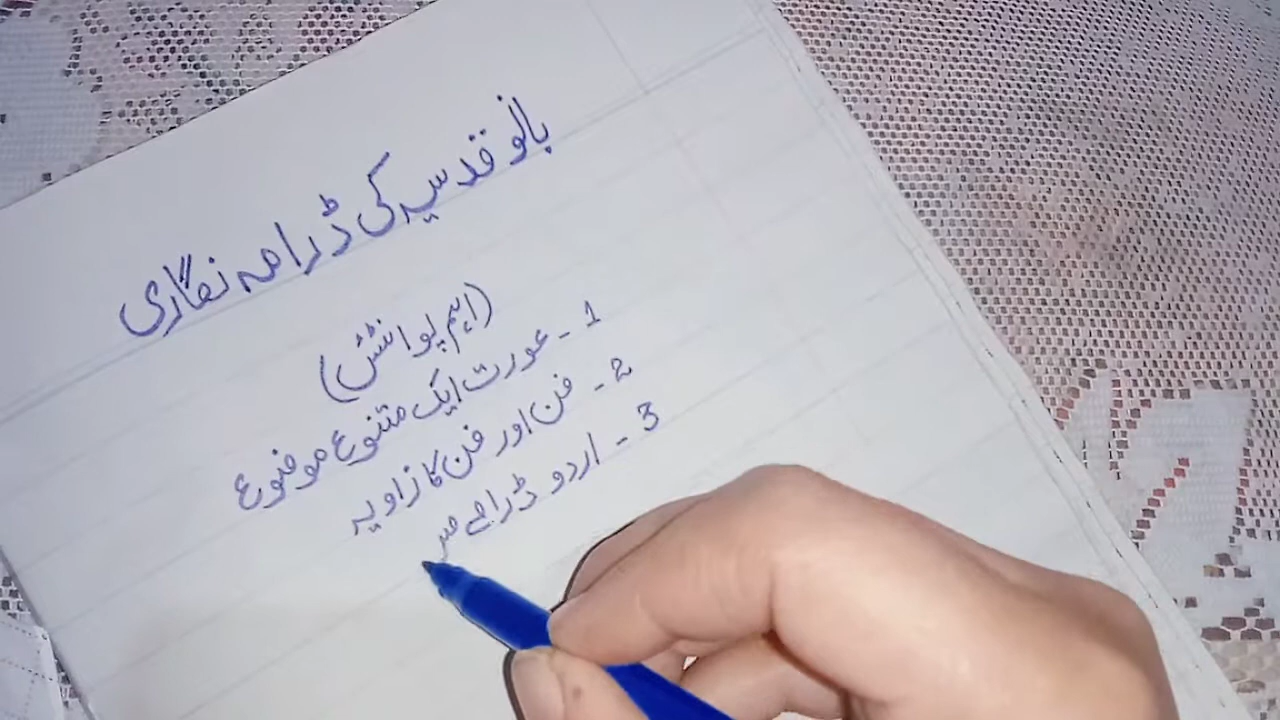 بانو قدسیہ کی ڈرامہ نگاری
(اہم پوائنٹس)
1 - عورت ایک متنوع موضوع
2 - فن اور فن کا زاویہ
3 - اردو ڈرامے میں